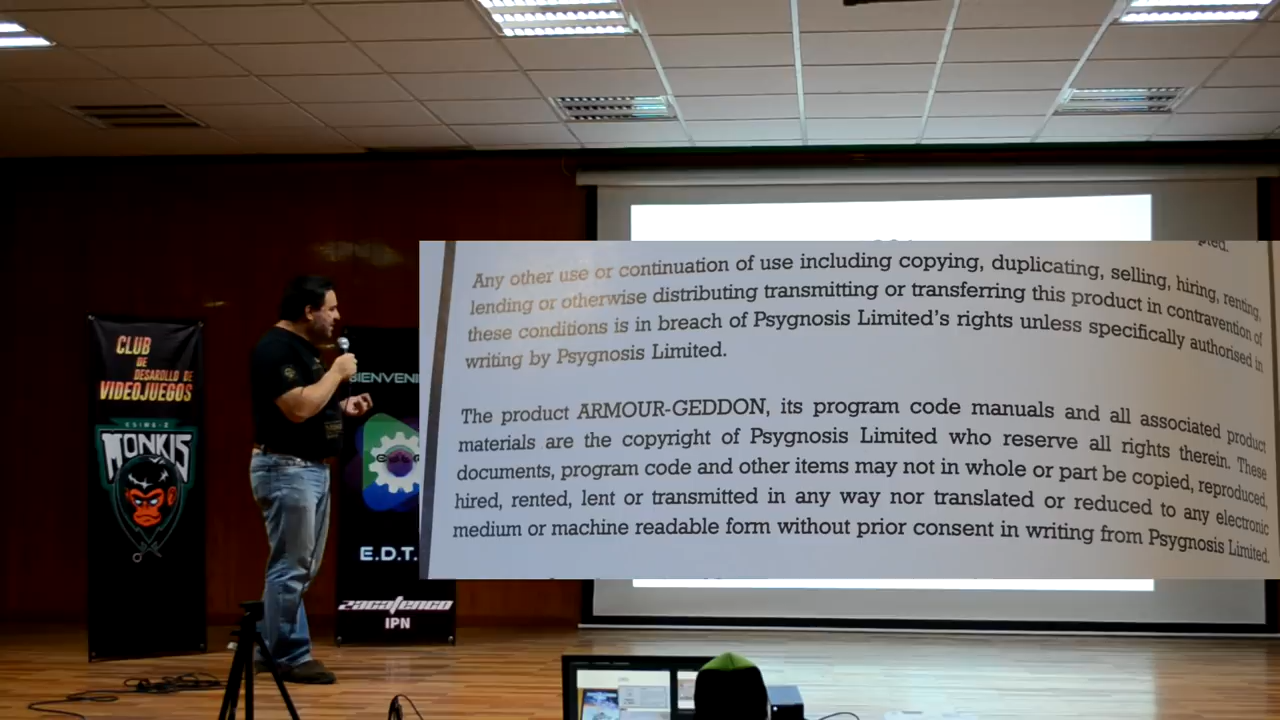 pted.
Any other use or continuation of use including copying, duplicating, selling, hiring, renting,
lending or otherwise distributing transmitting or transferring this product in contravention of
these conditions is in breach of Psygnosis Limited's rights unless specifically authorised in
writing by Psygnosis Limited.
The product ARMOUR-GEDDON, its program code manuals and all associated product
materials are the copyright of Psygnosis Limited who reserve all rights therein. These
documents, program code and other items may not in whole or part be copied, reproduced,
hired, rented, lent or transmitted in any way nor translated or reduced to any electronic
medium or machine readable form without prior consent in writing from Psygnosis Limited.
CLUB
DE
DESAROLLO DE
VIDEOJUEGOS
MONKIS
BIENVENI
E.D.T.
zacatenco
IPN